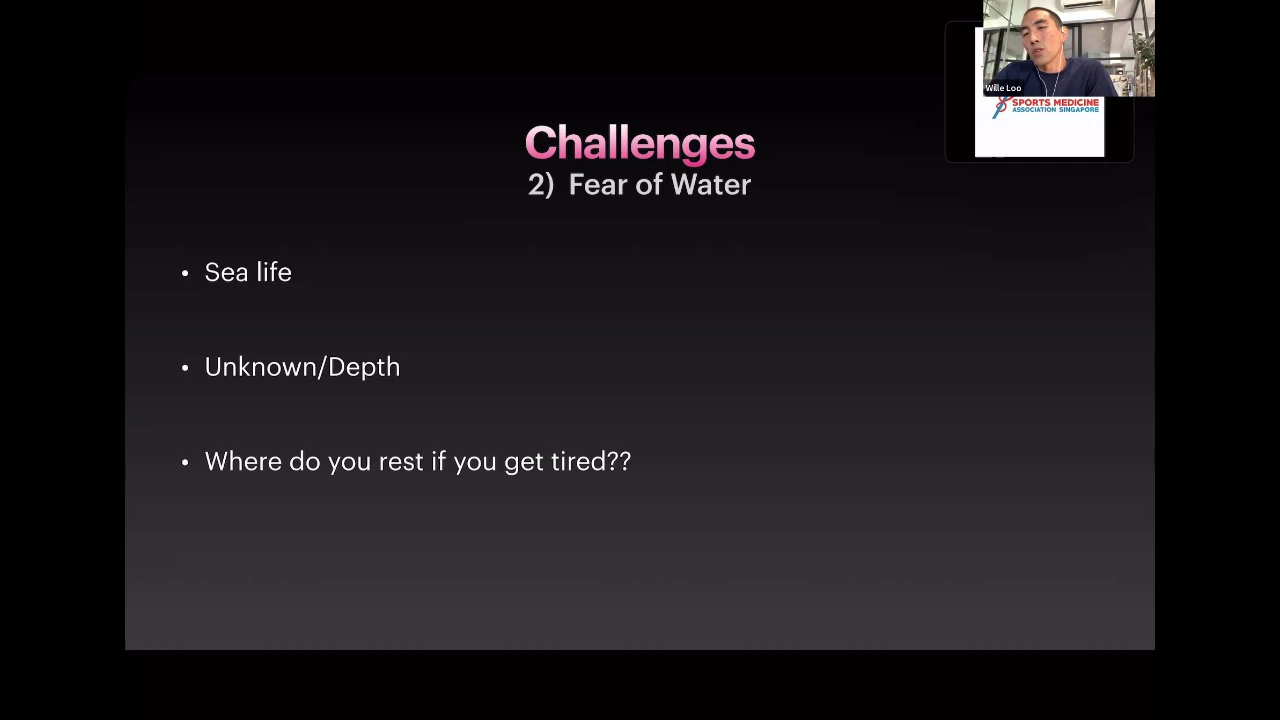 Wille Loo
SPORTS MEDICINE
ASSOCIATION SINGAPORE
Challenges
2) Fear of Water
• Sea life
• Unknown/Depth
• Where do you rest if you get tired??